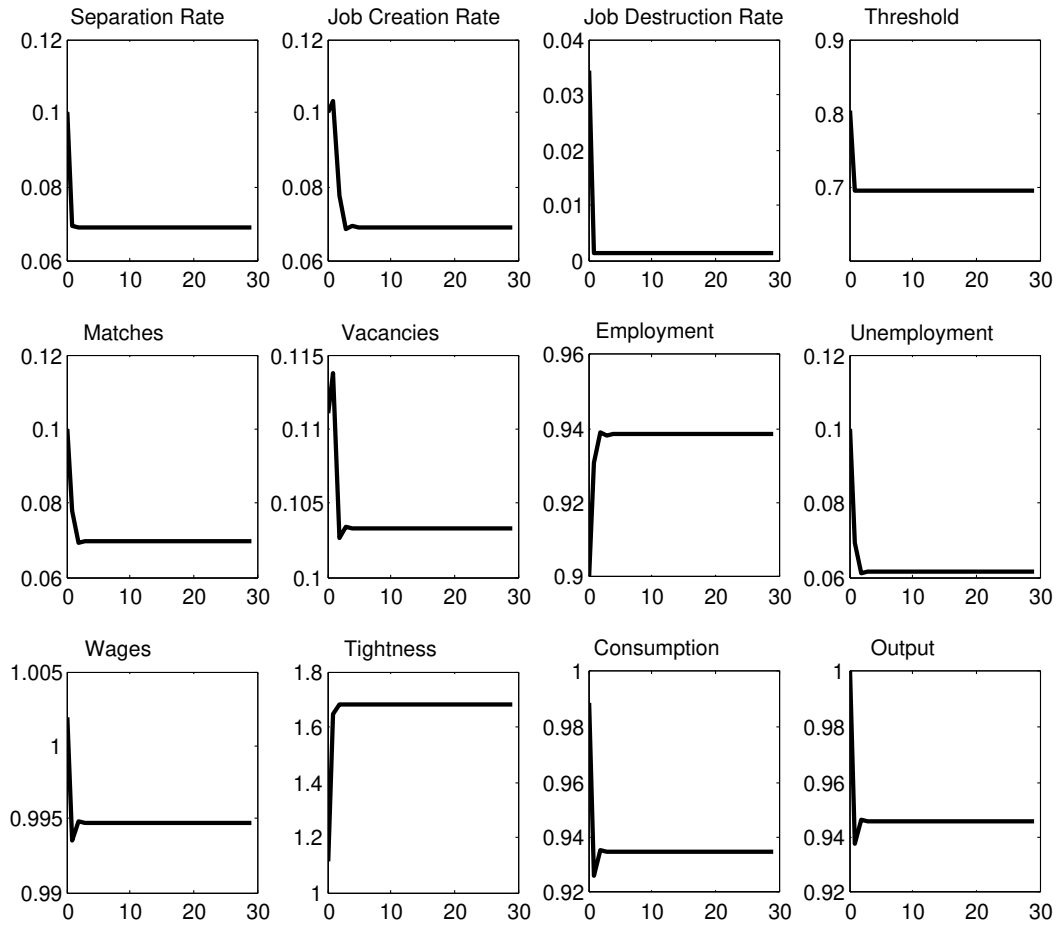 Separation Rate
0.12
0.1
0.08
0.06
0 10 20 30
Job Creation Rate
0.12
0.1
0.08
0.06
0 10 20 30
Job Destruction Rate
0.04
0.03
0.02
0.01
0
0 10 20 30
Threshold
0.9
0.8
0.7
0 10 20 30
Matches
0.12
0.1
0.08
0.06
0 10 20 30
Vacancies
0.115
0.11
0.105
0.1
0 10 20 30
Employment
0.96
0.94
0.92
0.9
0 10 20 30
Unemployment
0.12
0.1
0.08
0.06
0 10 20 30
Wages
1.005
1
0.995
0.99
0 10 20 30
Tightness
1.8
1.6
1.4
1.2
1
0 10 20 30
Consumption
1
0.98
0.96
0.94
0.92
0 10 20 30
Output
1
0.98
0.96
0.94
0.92
0 10 20 30